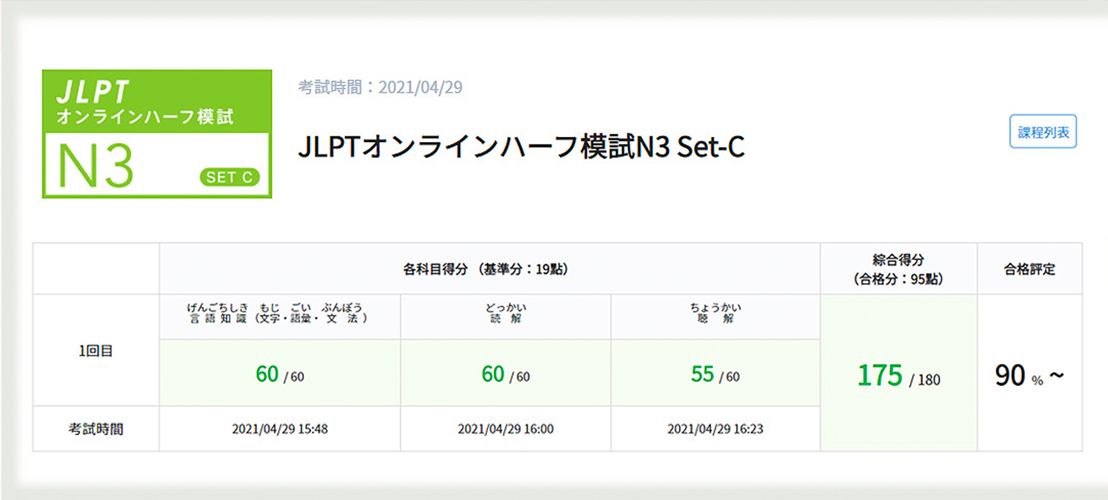 JLPT
オンラインハーフ模試
N3
SET C
考試時間：2021/04/29
JLPTオンラインハーフ模試N3 Set-C
課程列表
各科目得分 （基準分：19點）
綜合得分
（合格分：95點）
合格評定
1回目
げんごちしき もじ ごい ぶんぽう
言語知識（文字・語彙・文法）
どっかい
読解
ちょうかい
聴解
60 / 60
60 / 60
55 / 60
175 / 180
90 % ~
考試時間
2021/04/29 15:48
2021/04/29 16:00
2021/04/29 16:23